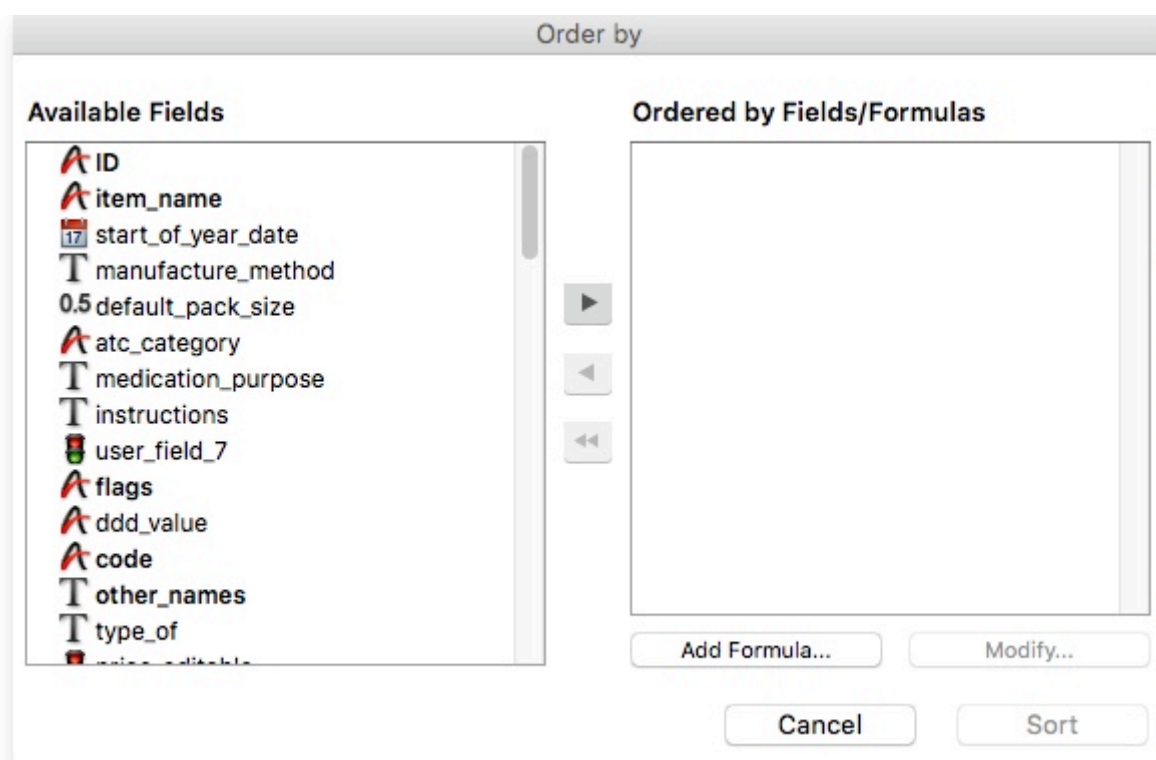 Order by
Available Fields
ID
item_name
17 start_of_year_date
T manufacture_method
0.5 default_pack_size
atc_category
T medication_purpose
T instructions
user_field_7
flags
ddd_value
code
T other_names
T type_of
Ordered by Fields/Formulas
Add Formula...
Modify...
Cancel
Sort